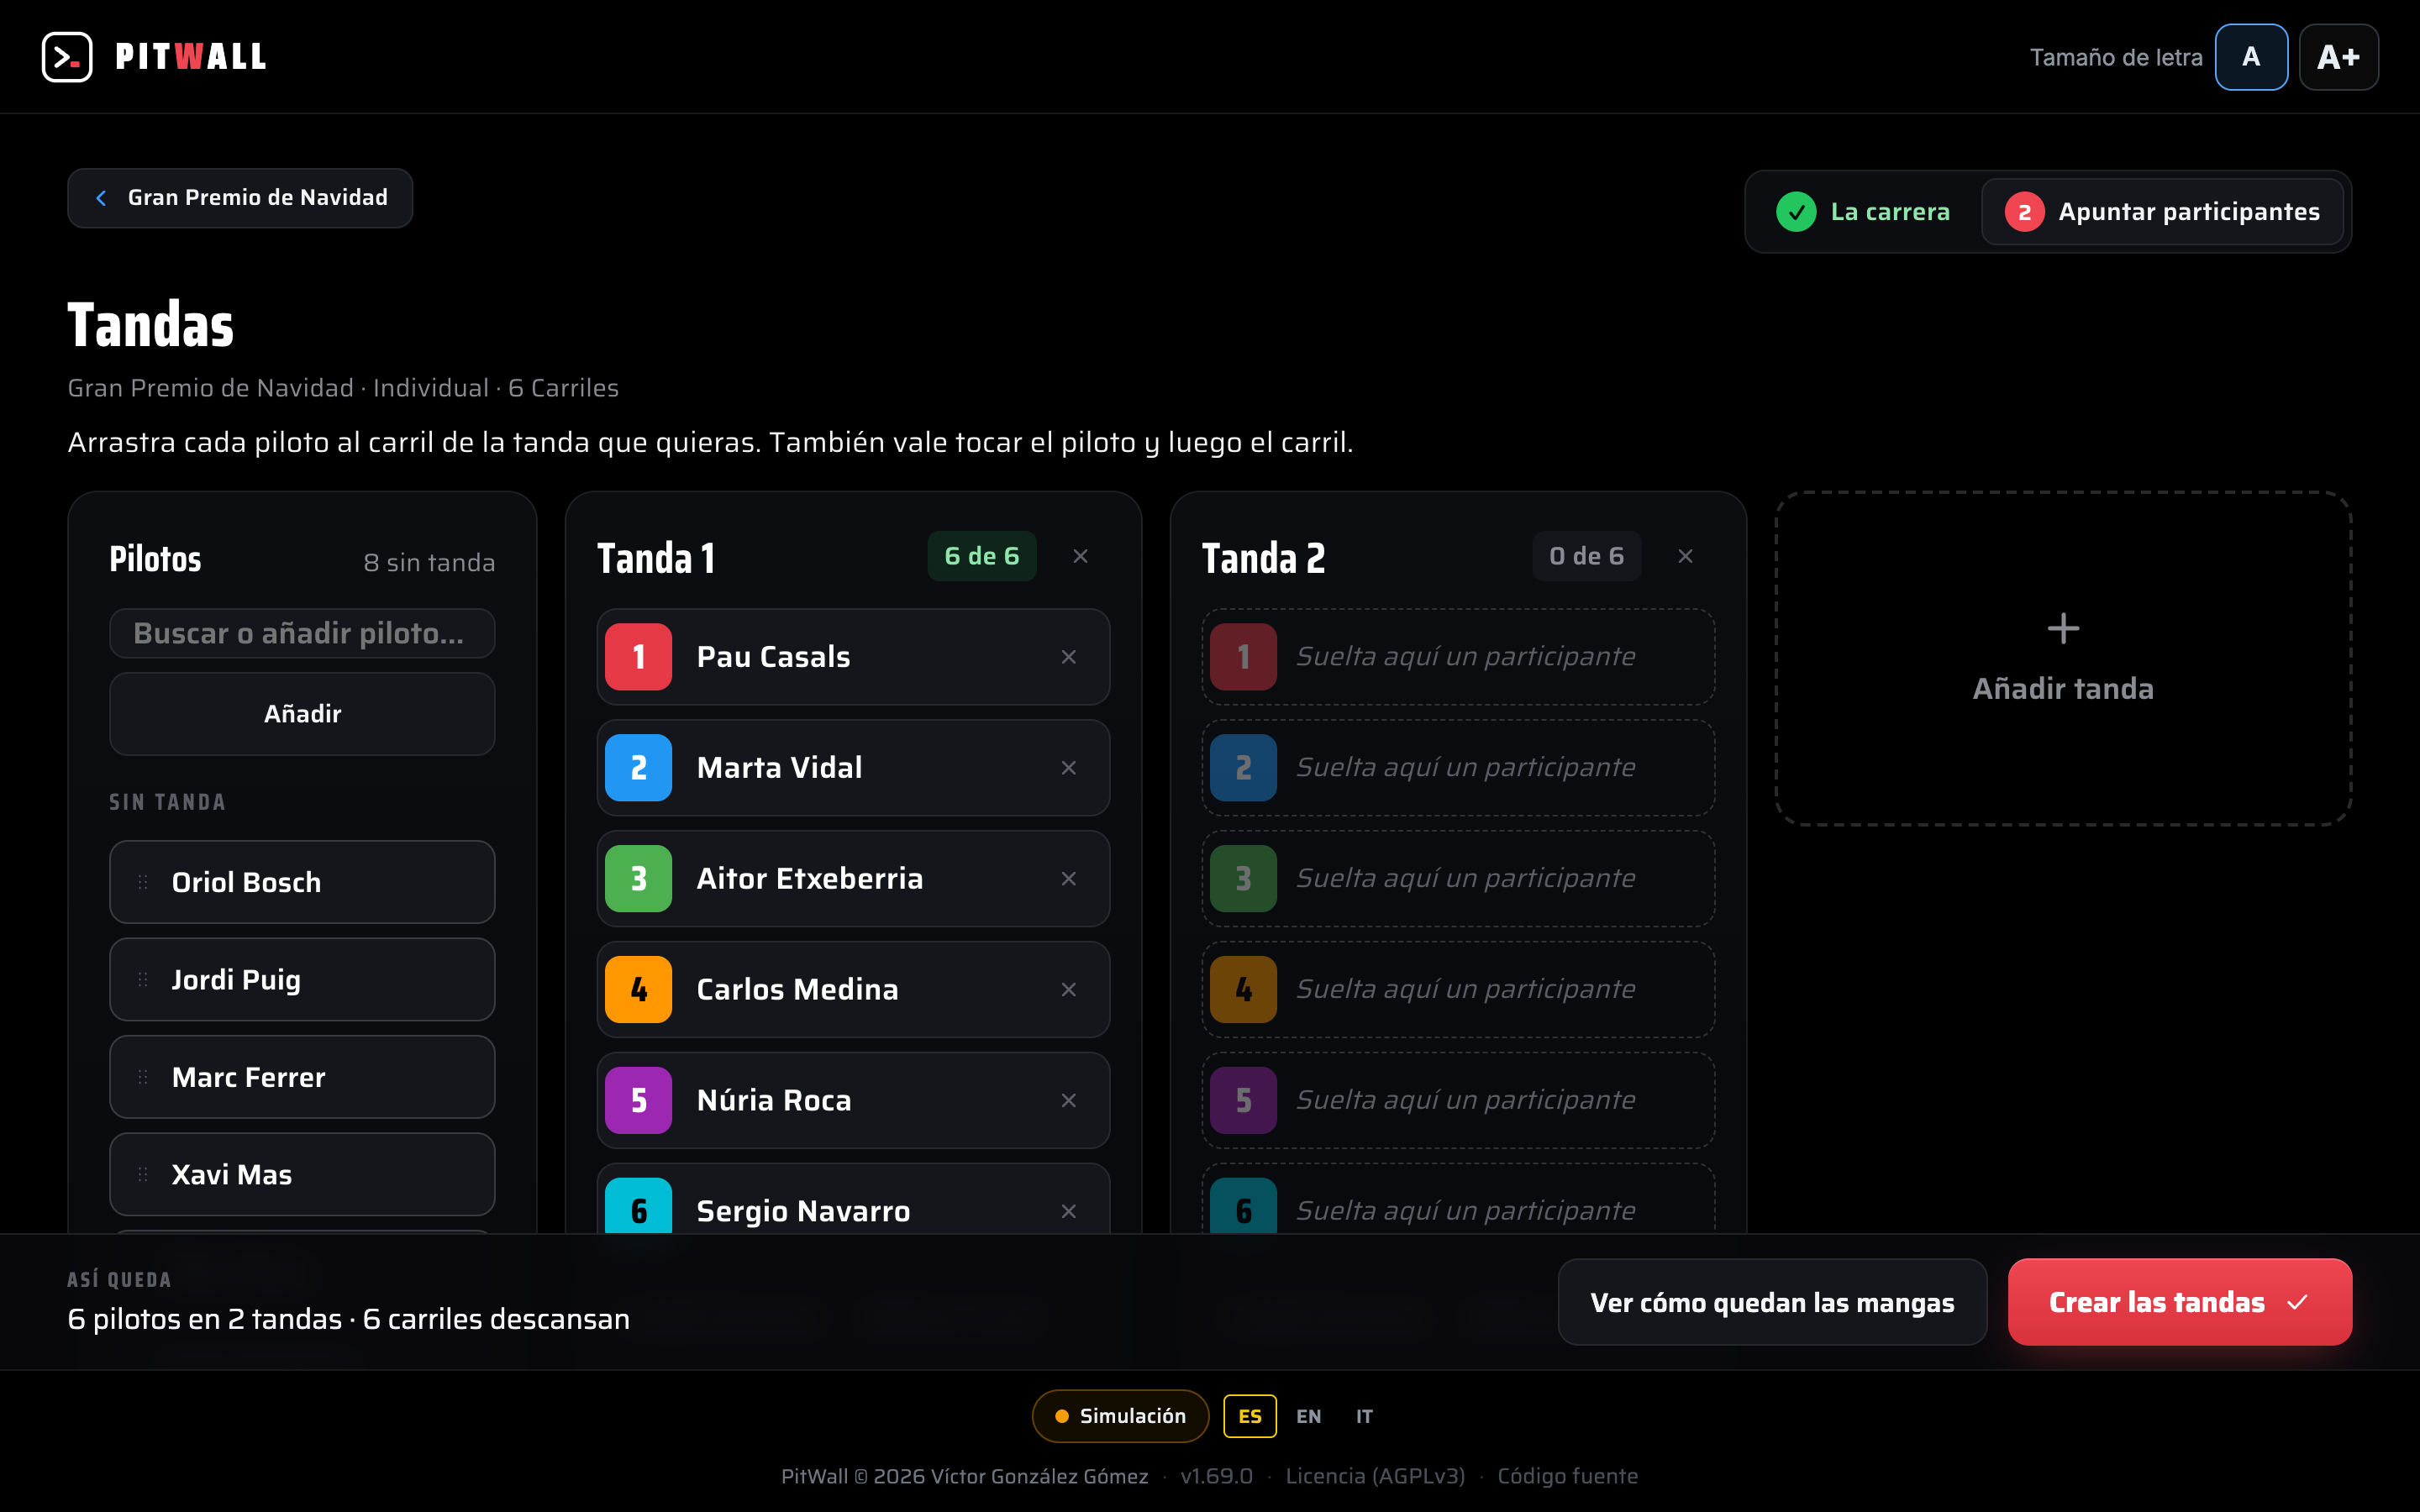 PITWALL
Tamaño de letra A A+
Gran Premio de Navidad
La carrera
2 Apuntar participantes
Tandas
Gran Premio de Navidad · Individual · 6 Carriles
Arrastra cada piloto al carril de la tanda que quieras. También vale tocar el piloto y luego el carril.
Pilotos 8 sin tanda
Buscar o añadir piloto...
Añadir
SIN TANDA
Oriol Bosch
Jordi Puig
Marc Ferrer
Xavi Mas
Tanda 1 6 de 6 ×
1 Pau Casals ×
2 Marta Vidal ×
3 Aitor Etxeberria ×
4 Carlos Medina ×
5 Núria Roca ×
6 Sergio Navarro ×
Tanda 2 0 de 6 ×
1 Suelta aquí un participante
2 Suelta aquí un participante
3 Suelta aquí un participante
4 Suelta aquí un participante
5 Suelta aquí un participante
6 Suelta aquí un participante
+
Añadir tanda
ASÍ QUEDA
6 pilotos en 2 tandas · 6 carriles descansan
Ver cómo quedan las mangas
Crear las tandas
Simulación ES EN IT
PitWall © 2026 Víctor González Gómez · v1.69.0 · Licencia (AGPLv3) · Código fuente